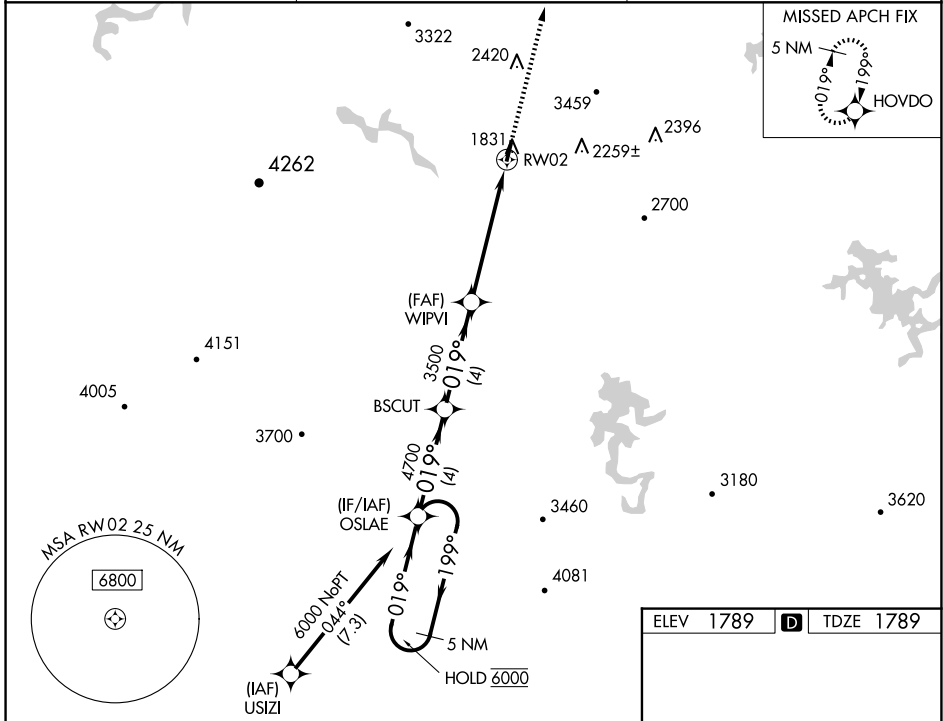 MISSED APCH FIX
5 NM
019°
199°
HOVDO
3322
2420
3459
1831
2259±
2396
RW02
4262
2700
(FAF)
WIPVI
4151
3500
019°
(4)
4005
BSCUT
3700
4700
019°
(4)
(IF/IAF)
OSLAE
3460
3180
3620
MSA RW02 25 NM
6800
6000 NoPT
044°
(7.3)
019°
199°
4081
5 NM
HOLD 6000
(IAF)
USIZI
ELEV 1789 D TDZE 1789